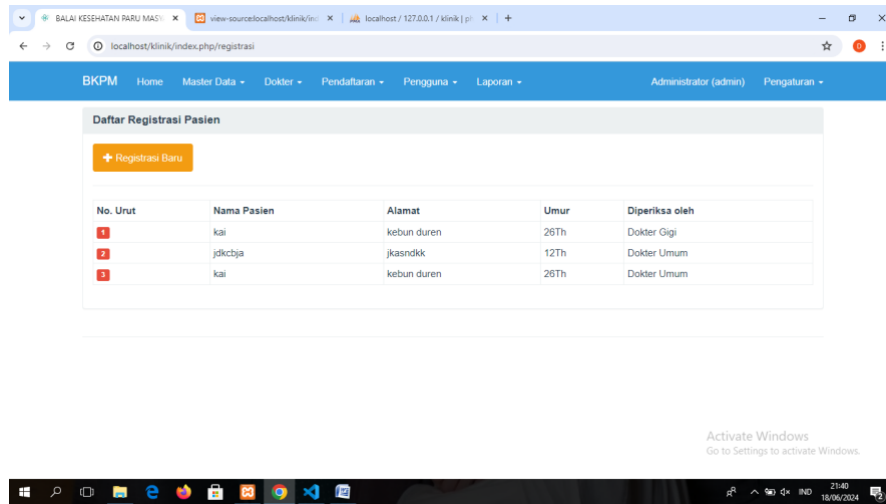 BALAI KESEHATAN PARU MASY
view-source:localhost/klinik/ind
localhost / 127.0.0.1 / klinik | ph
localhost/klinik/index.php/registrasi
D
BKPM Home Master Data Dokter Pendaftaran Pengguna Laporan Administrator (admin) Pengaturan
Daftar Registrasi Pasien
+ Registrasi Baru
No. Urut Nama Pasien Alamat Umur Diperiksa oleh
1 kai kebun duren 26Th Dokter Gigi
2 jdkcbja jkasndkk 12Th Dokter Umum
3 kai kebun duren 26Th Dokter Umum
Activate Windows
Go to Settings to activate Windows.
IND 21:40
18/06/2024